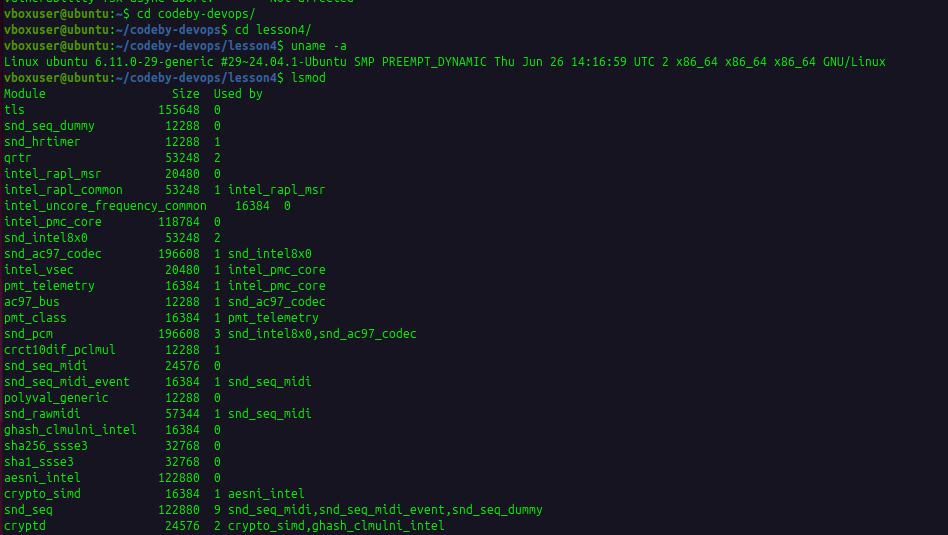 vboxuser@ubuntu:~$ cd codeby-devops/
vboxuser@ubuntu:~/codeby-devops$ cd lesson4/
vboxuser@ubuntu:~/codeby-devops/lesson4$ uname -a
Linux ubuntu 6.11.0-29-generic #29~24.04.1-Ubuntu SMP PREEMPT_DYNAMIC Thu Jun 26 14:16:59 UTC 2 x86_64 x86_64 x86_64 GNU/Linux
vboxuser@ubuntu:~/codeby-devops/lesson4$ lsmod
Module                  Size  Used by
tls                   155648  0
snd_seq_dummy          12288  0
snd_hrtimer            12288  1
qrtr                   53248  2
intel_rapl_msr         20480  0
intel_rapl_common      53248  1 intel_rapl_msr
intel_uncore_frequency_common    16384  0
intel_pmc_core        118784  0
snd_intel8x0           53248  2
snd_ac97_codec        196608  1 snd_intel8x0
intel_vsec             20480  1 intel_pmc_core
pmt_telemetry          16384  1 intel_pmc_core
ac97_bus               12288  1 snd_ac97_codec
pmt_class              16384  1 pmt_telemetry
snd_pcm               196608  3 snd_intel8x0,snd_ac97_codec
crct10dif_pclmul       12288  1
snd_seq_midi           24576  0
snd_seq_midi_event     16384  1 snd_seq_midi
polyval_generic        12288  0
snd_rawmidi            57344  1 snd_seq_midi
ghash_clmulni_intel    16384  0
sha256_ssse3           32768  0
sha1_ssse3             32768  0
aesni_intel           122880  0
crypto_simd            16384  1 aesni_intel
snd_seq               122880  9 snd_seq_midi,snd_seq_midi_event,snd_seq_dummy
cryptd                 24576  2 crypto_simd,ghash_clmulni_intel